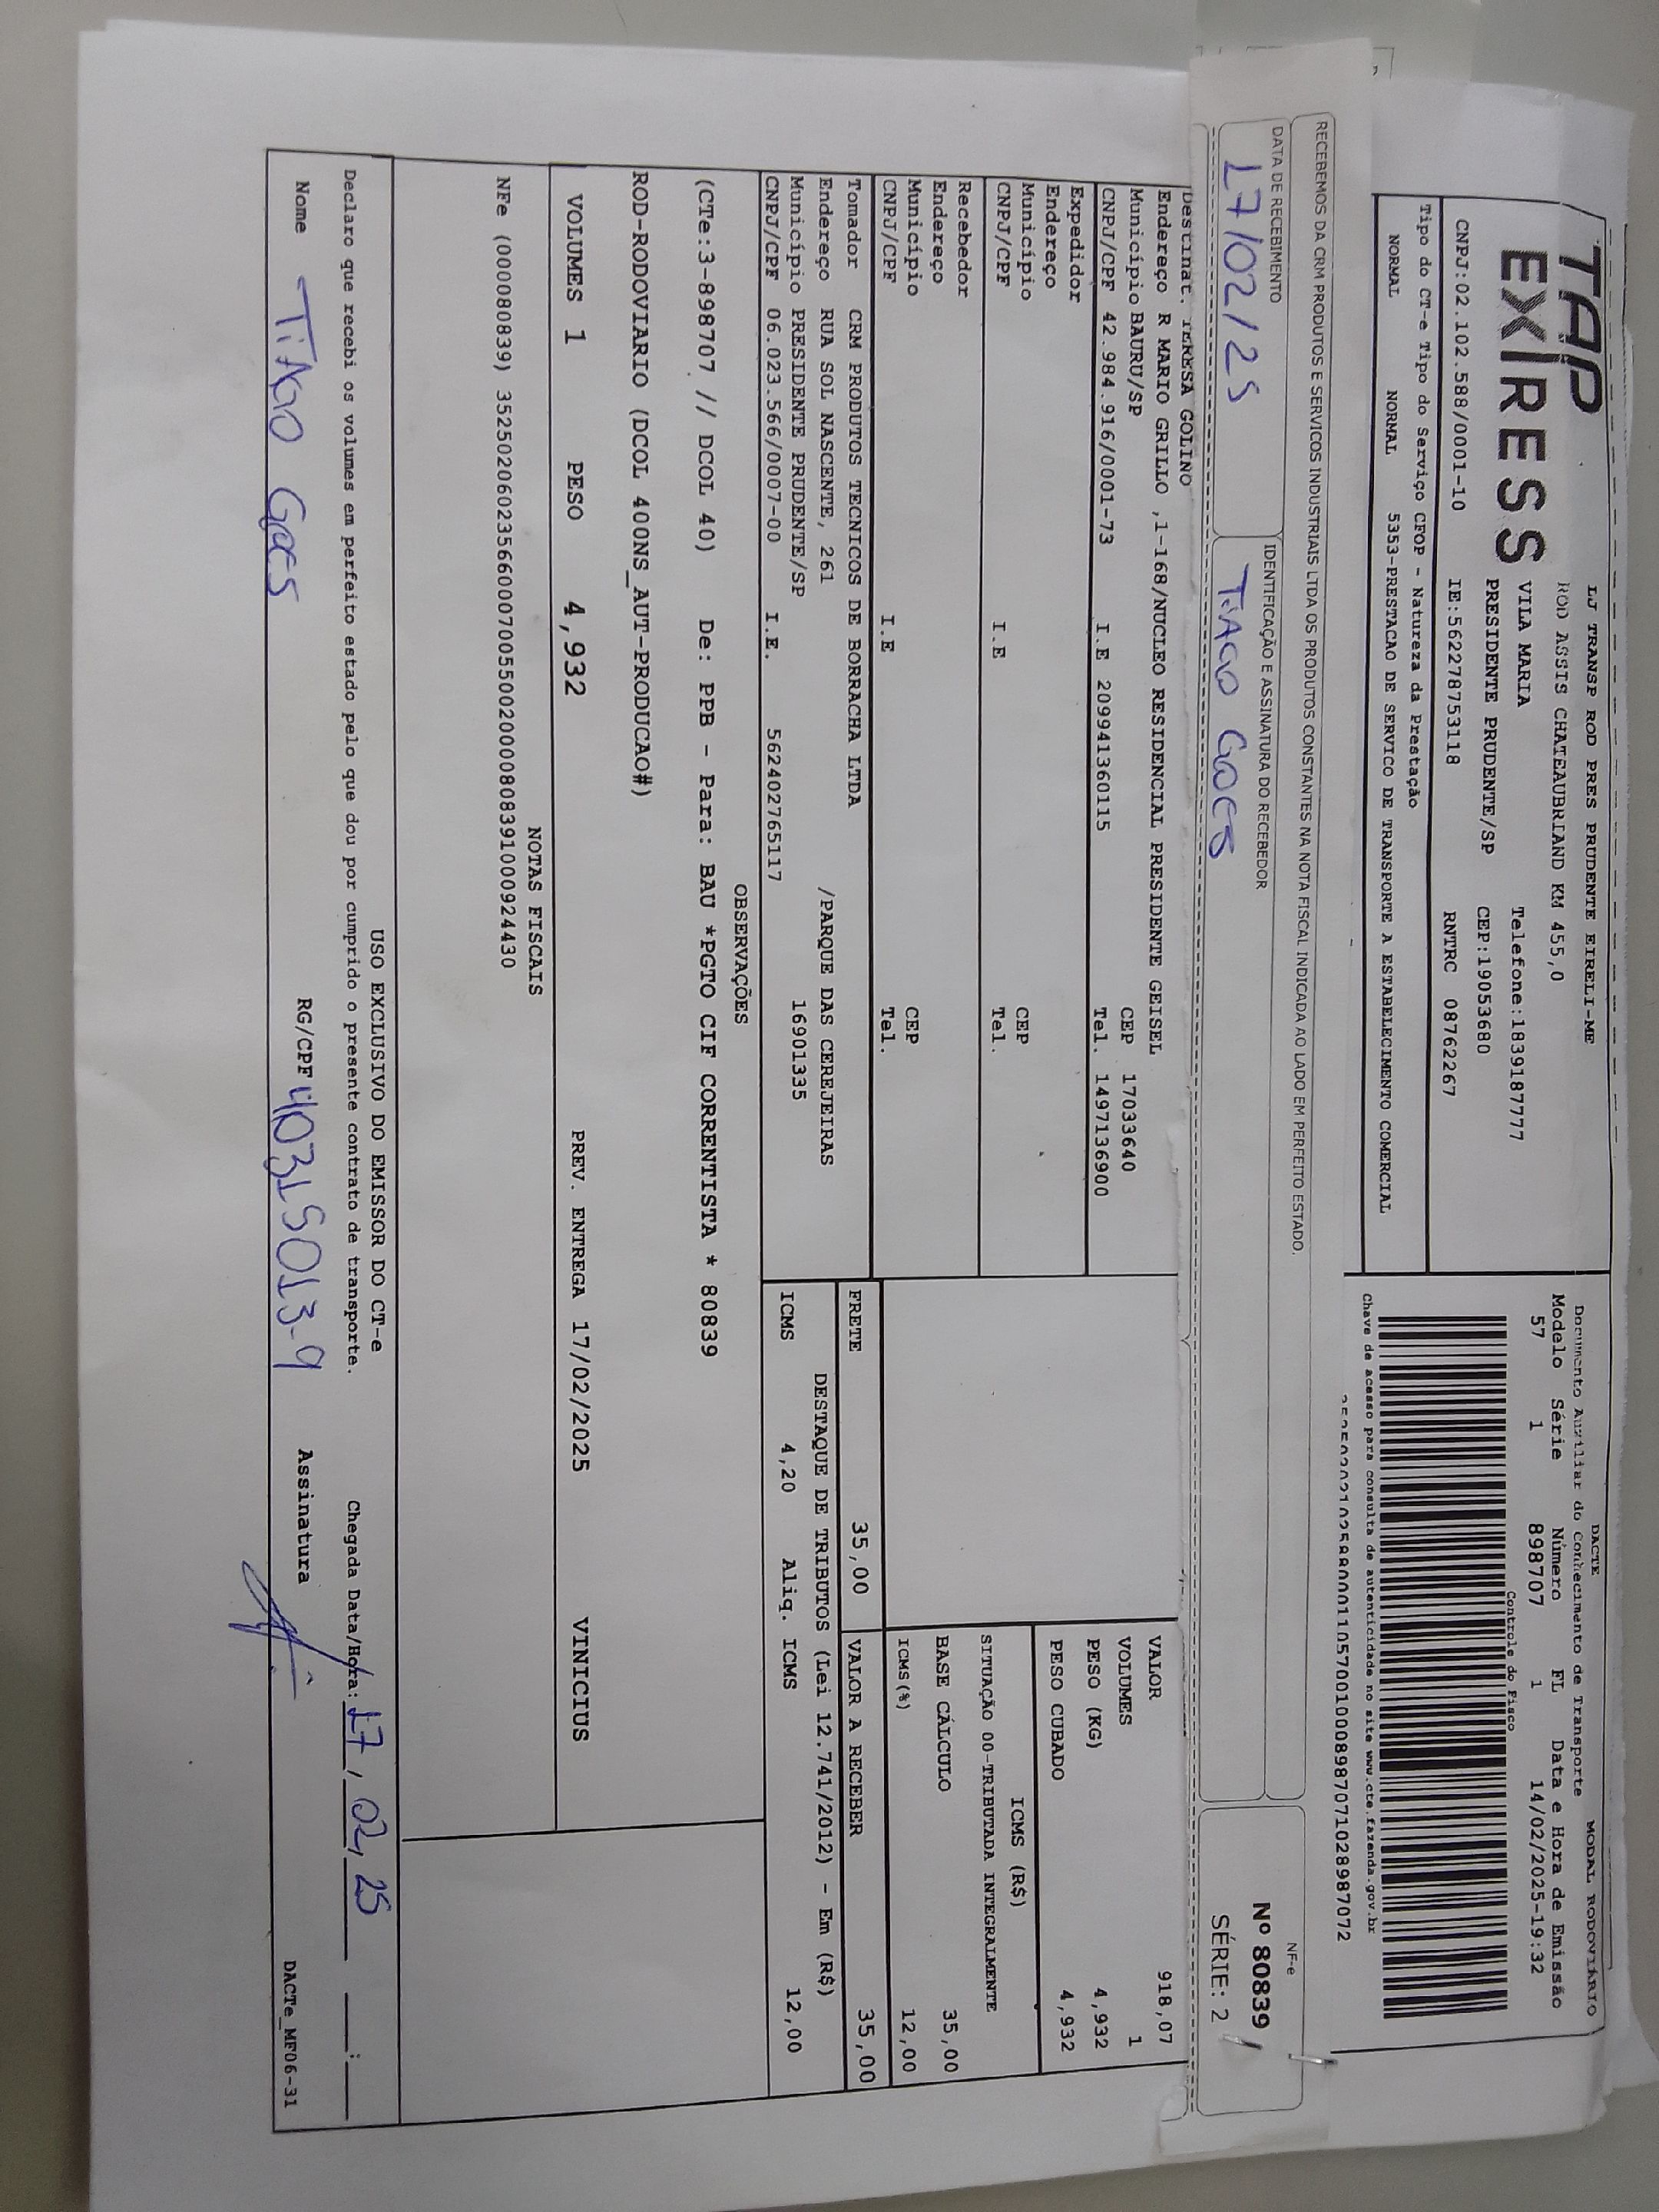 TAP
EX RESS
LJ TRANSP ROD PRES PRUDENTE EIRELI-ME
ROD ASSIS CHATEAUBRIAND KM 455,0
VILA MARIA Telefone:1839187777
PRESIDENTE PRUDENTE/SP CEP:19053680
CNPJ:02.102.588/0001-10 IE:562278753118 RNTRC 08762267
Tipo do CT-e Tipo do Serviço CFOP - Natureza da Prestação
NORMAL NORMAL 5353-PRESTACAO DE SERVICO DE TRANSPORTE A ESTABELECIMENTO COMERCIAL
DACTE MODAL RODOVIÁRIO
Documento Auxiliar do Conhecimento de Transporte
Modelo Série Número FL Data e Hora de Emissão
57 1 898707 1 14/02/2025-19:32
Controle do Fisco
Chave de acesso para consulta de autenticidade no site www.cte.fazenda.gov.br
RECEBEMOS DA CRM PRODUTOS E SERVICOS INDUSTRIAIS LTDA OS PRODUTOS CONSTANTES NA NOTA FISCAL INDICADA AO LADO EM PERFEITO ESTADO.
DATA DE RECEBIMENTO IDENTIFICAÇÃO E ASSINATURA DO RECEBEDOR
17/02/25 TIAGO GOES
NF-e
Nº 80839
SÉRIE: 2
Destinat. TERESA GOLINO
Endereço R MARIO GRILLO ,1-168/NUCLEO RESIDENCIAL PRESIDENTE GEISEL
Município BAURU/SP CEP 17033640
CNPJ/CPF 42.984.916/0001-73 I.E 209941360115 Tel. 1497136900
Expedidor
Endereço
Município CEP
CNPJ/CPF I.E Tel.
Recebedor
Endereço
Município CEP
CNPJ/CPF I.E Tel.
VALOR 918,07
VOLUMES 1
PESO (KG) 4,932
PESO CUBADO 4,932
ICMS (R$)
SITUAÇÃO 00-TRIBUTADA INTEGRALMENTE
BASE CÁLCULO 35,00
ICMS(%) 12,00
Tomador CRM PRODUTOS TECNICOS DE BORRACHA LTDA
Endereço RUA SOL NASCENTE, 261 /PARQUE DAS CEREJEIRAS
Município PRESIDENTE PRUDENTE/SP 16901335
CNPJ/CPF 06.023.566/0007-00 I.E. 562402765117
FRETE 35,00 VALOR A RECEBER 35,00
DESTAQUE DE TRIBUTOS (Lei 12.741/2012) - Em (R$)
ICMS 4,20 Aliq. ICMS 12,00
OBSERVAÇÕES
(CTe:3-898707 // DCOL 40) De: PPB - Para: BAU *PGTO CIF CORRENTISTA * 80839
ROD-RODOVIARIO (DCOL 400NS_AUT-PRODUCAO#)
VOLUMES 1 PESO 4,932 PREV. ENTREGA 17/02/2025 VINICIUS
NOTAS FISCAIS
NFe (000080839) 35250206023566000700550020000808391000924430
USO EXCLUSIVO DO EMISSOR DO CT-e
Declaro que recebi os volumes em perfeito estado pelo que dou por cumprido o presente contrato de transporte. Chegada Data/Hora: 17/02/25 __:__
Nome TIAGO GOES RG/CPF 40315013-9 Assinatura
DACTe_MF06-31